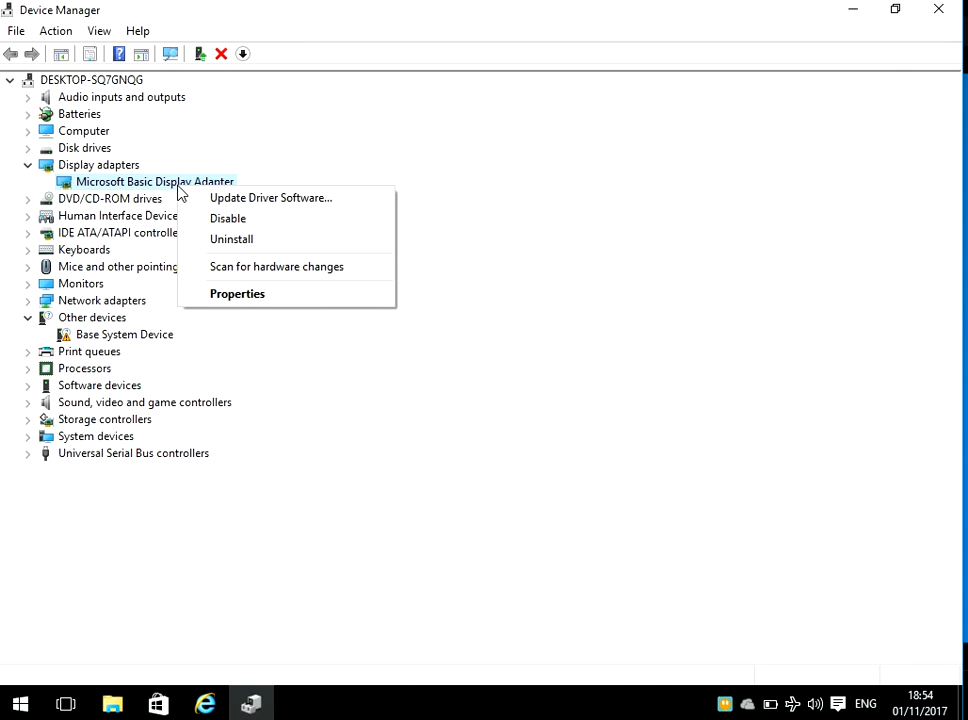 Device Manager
File Action View Help
DESKTOP-SQ7GNQG
Audio inputs and outputs
Batteries
Computer
Disk drives
Display adapters
Microsoft Basic Display Adapter
DVD/CD-ROM drives
Human Interface Device
IDE ATA/ATAPI controlle
Keyboards
Mice and other pointing
Monitors
Network adapters
Other devices
Base System Device
Print queues
Processors
Software devices
Sound, video and game controllers
Storage controllers
System devices
Universal Serial Bus controllers
Update Driver Software...
Disable
Uninstall
Scan for hardware changes
Properties
ENG
18:54
01/11/2017